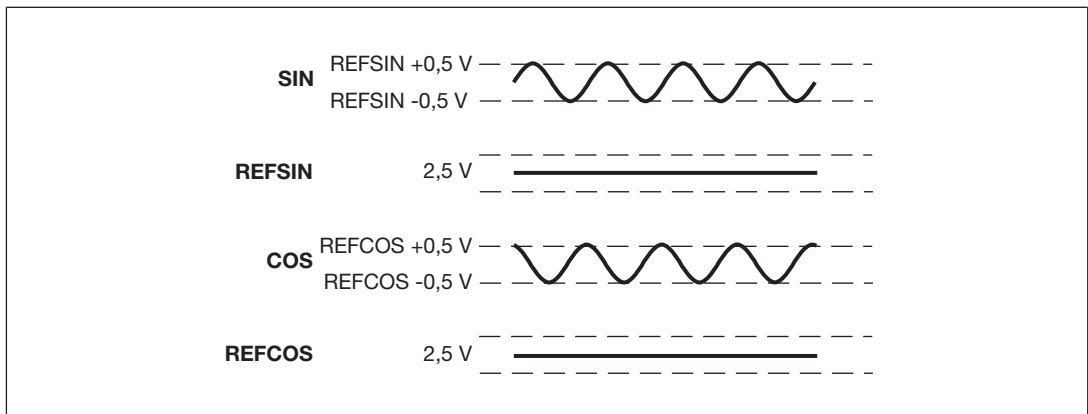 SIN REFSIN +0,5 V
REFSIN -0,5 V
REFSIN 2,5 V
COS REFCOS +0,5 V
REFCOS -0,5 V
REFCOS 2,5 V